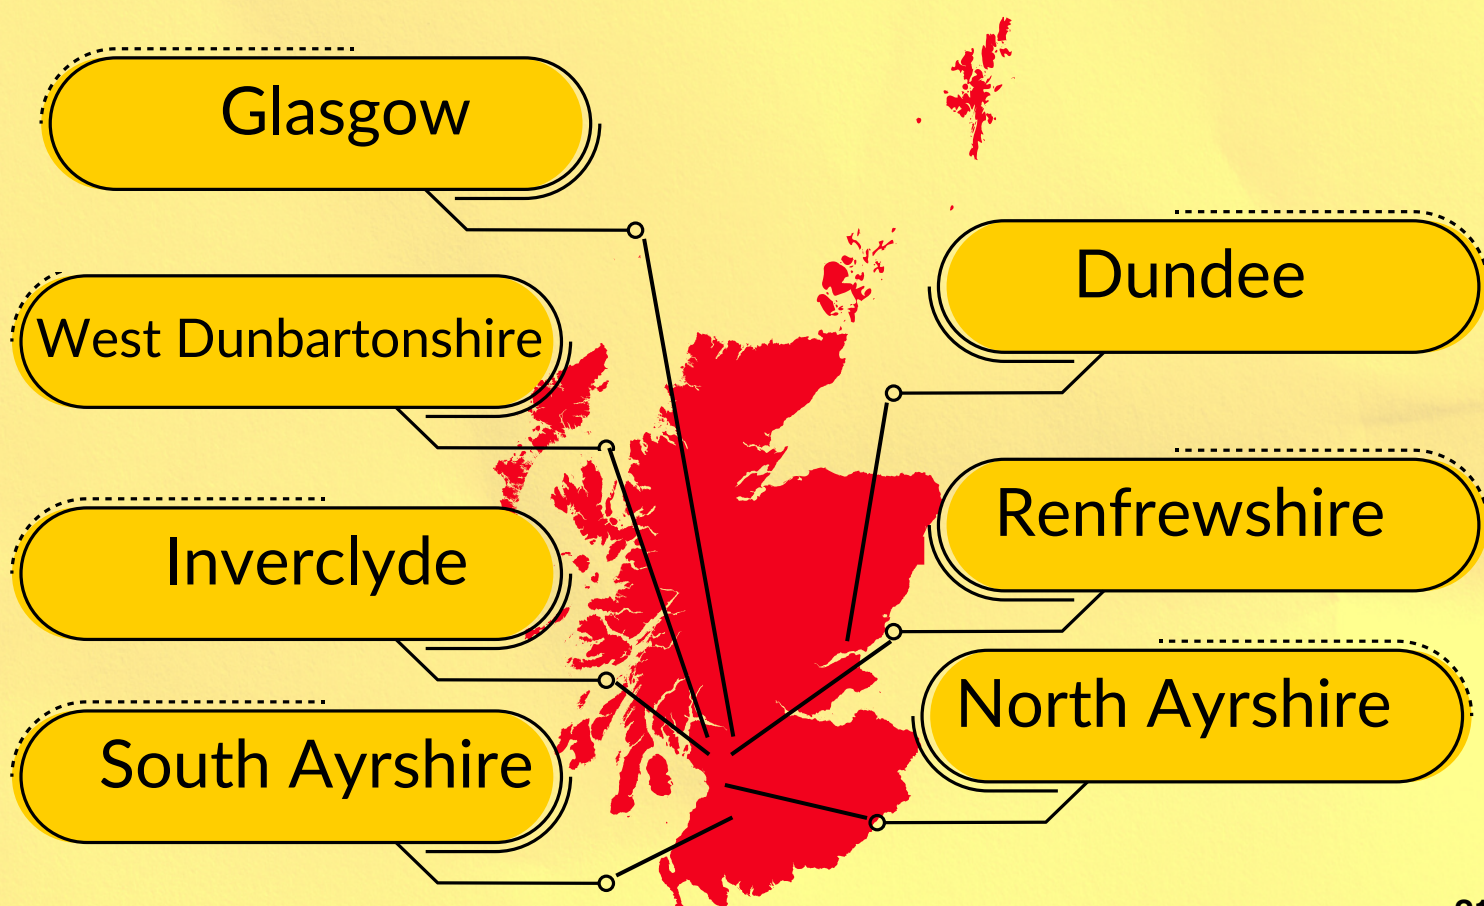 Glasgow
West Dunbartonshire
Inverclyde
South Ayrshire
Dundee
Renfrewshire
North Ayrshire